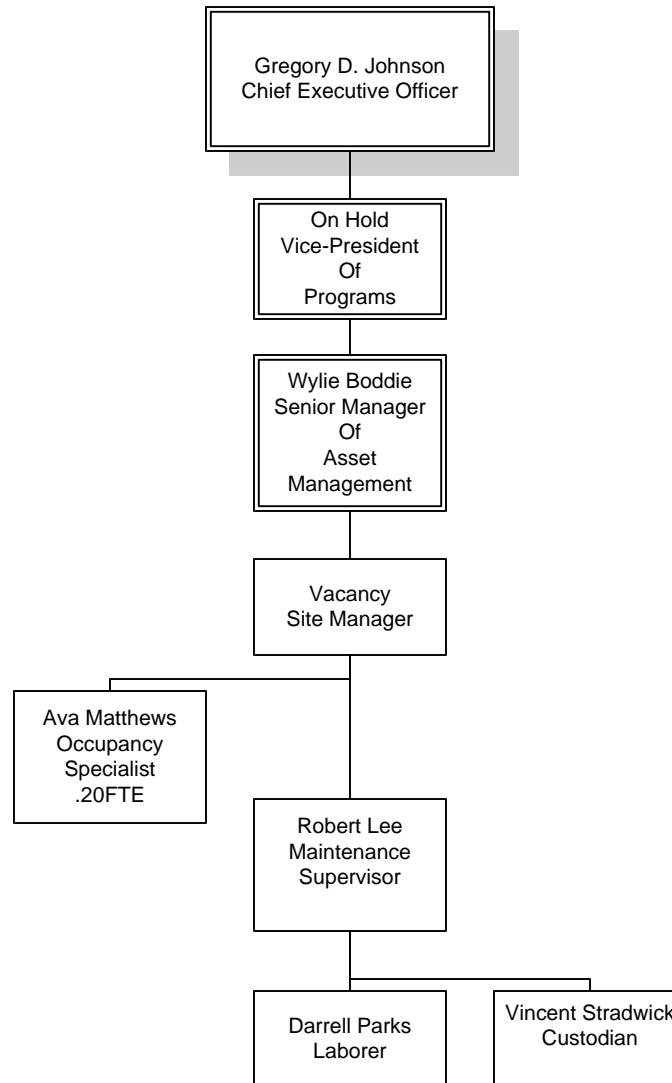 Gregory D. Johnson
Chief Executive Officer
On Hold
Vice-President
Of
Programs
Wylie Boddie
Senior Manager
Of
Asset
Management
Vacancy
Site Manager
Ava Matthews
Occupancy
Specialist
.20FTE
Robert Lee
Maintenance
Supervisor
Darrell Parks
Laborer
Vincent Stradwick
Custodian